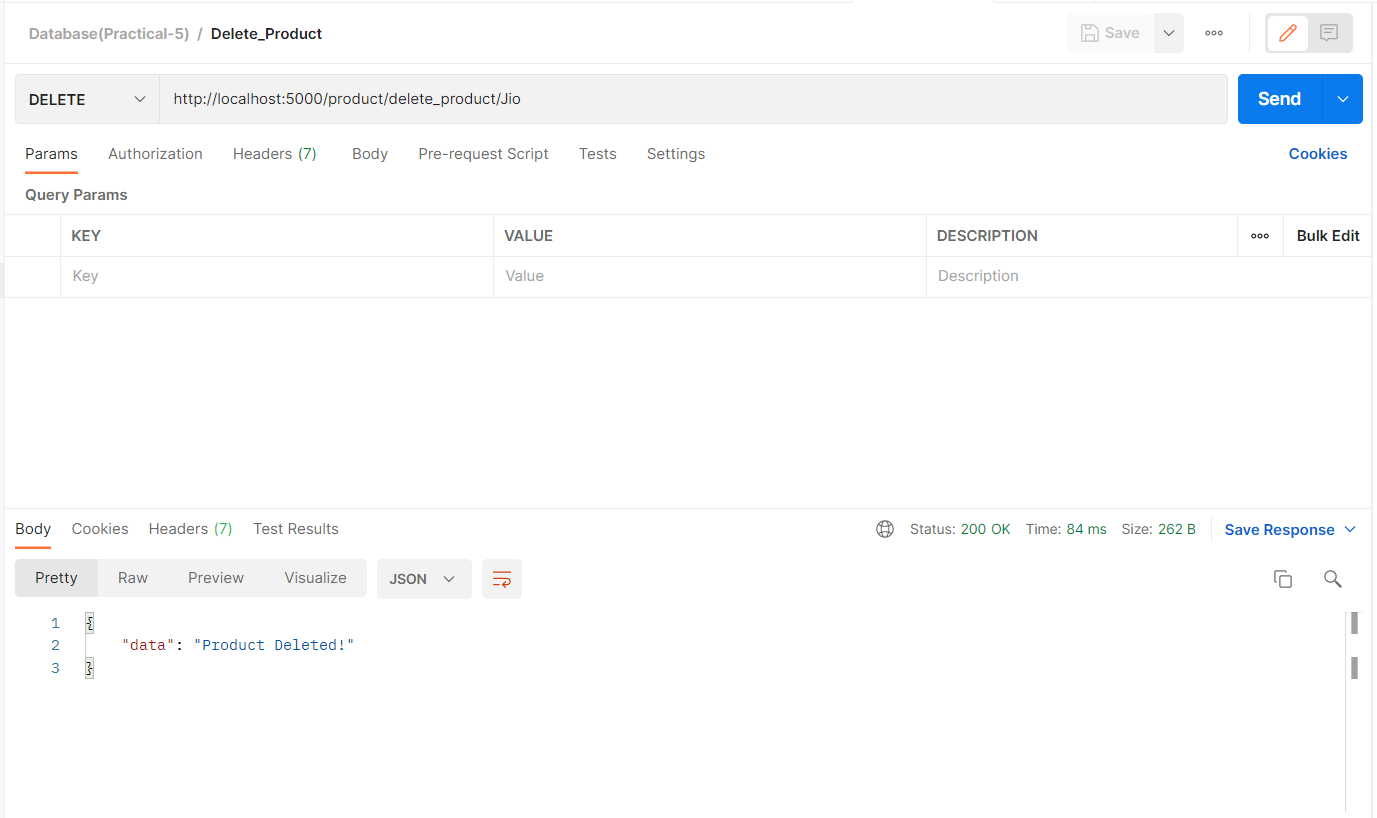 Database(Practical-5) / Delete_Product Save
DELETE http://localhost:5000/product/delete_product/Jio Send
Params Authorization Headers (7) Body Pre-request Script Tests Settings Cookies
Query Params
KEY VALUE DESCRIPTION Bulk Edit
Key Value Description
Body Cookies Headers (7) Test Results Status: 200 OK Time: 84 ms Size: 262 B Save Response
Pretty Raw Preview Visualize JSON
1 {
2 "data": "Product Deleted!"
3 }